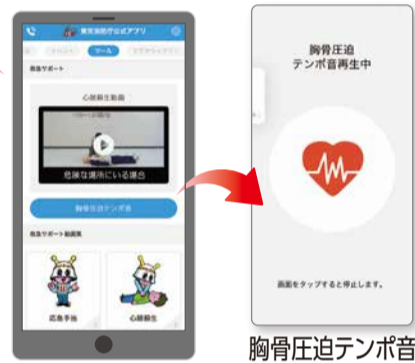 東京消防庁公式アプリ
ツール
救急サポート
心肺蘇生動画
危険な場所にいる場合
胸骨圧迫テンポ音
救急サポート動画集
応急手当
心肺蘇生
胸骨圧迫
テンポ音再生中
画面をタップすると停止します。
胸骨圧迫テンポ音